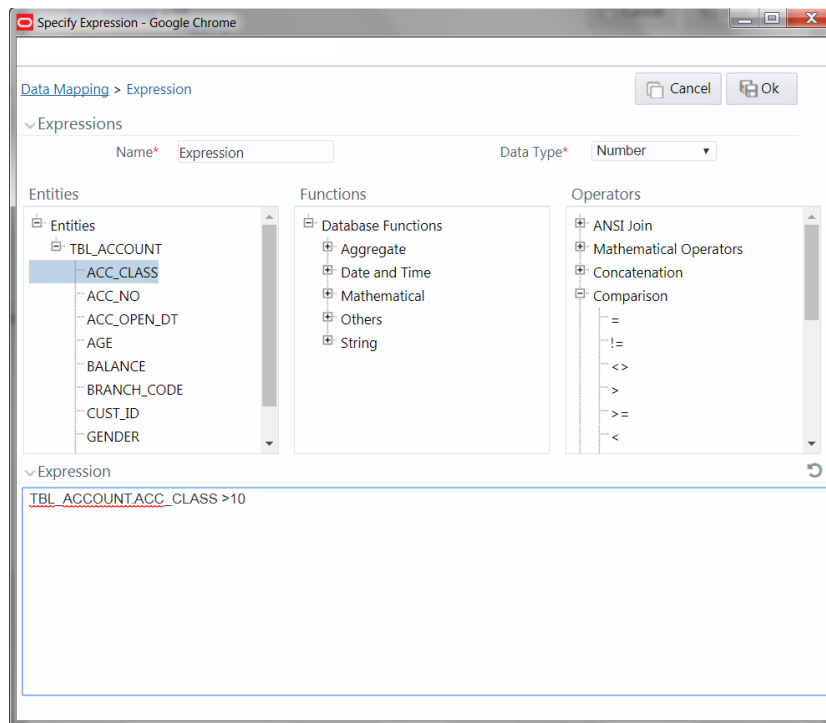 Specify Expression - Google Chrome
Data Mapping > Expression
Cancel
Ok
Expressions
Name* Expression
Data Type* Number
Entities
Entities
TBL_ACCOUNT
ACC_CLASS
ACC_NO
ACC_OPEN_DT
AGE
BALANCE
BRANCH_CODE
CUST_ID
GENDER
Functions
Database Functions
Aggregate
Date and Time
Mathematical
Others
String
Operators
ANSI Join
Mathematical Operators
Concatenation
Comparison
=
!=
<>
>
>=
<
Expression
TBL_ACCOUNT.ACC_CLASS >10